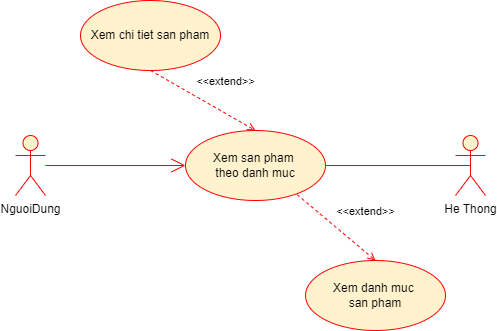 Xem chi tiet san pham
<<extend>>
Xem san pham
theo danh muc
NguoiDung
He Thong
<<extend>>
Xem danh muc
san pham